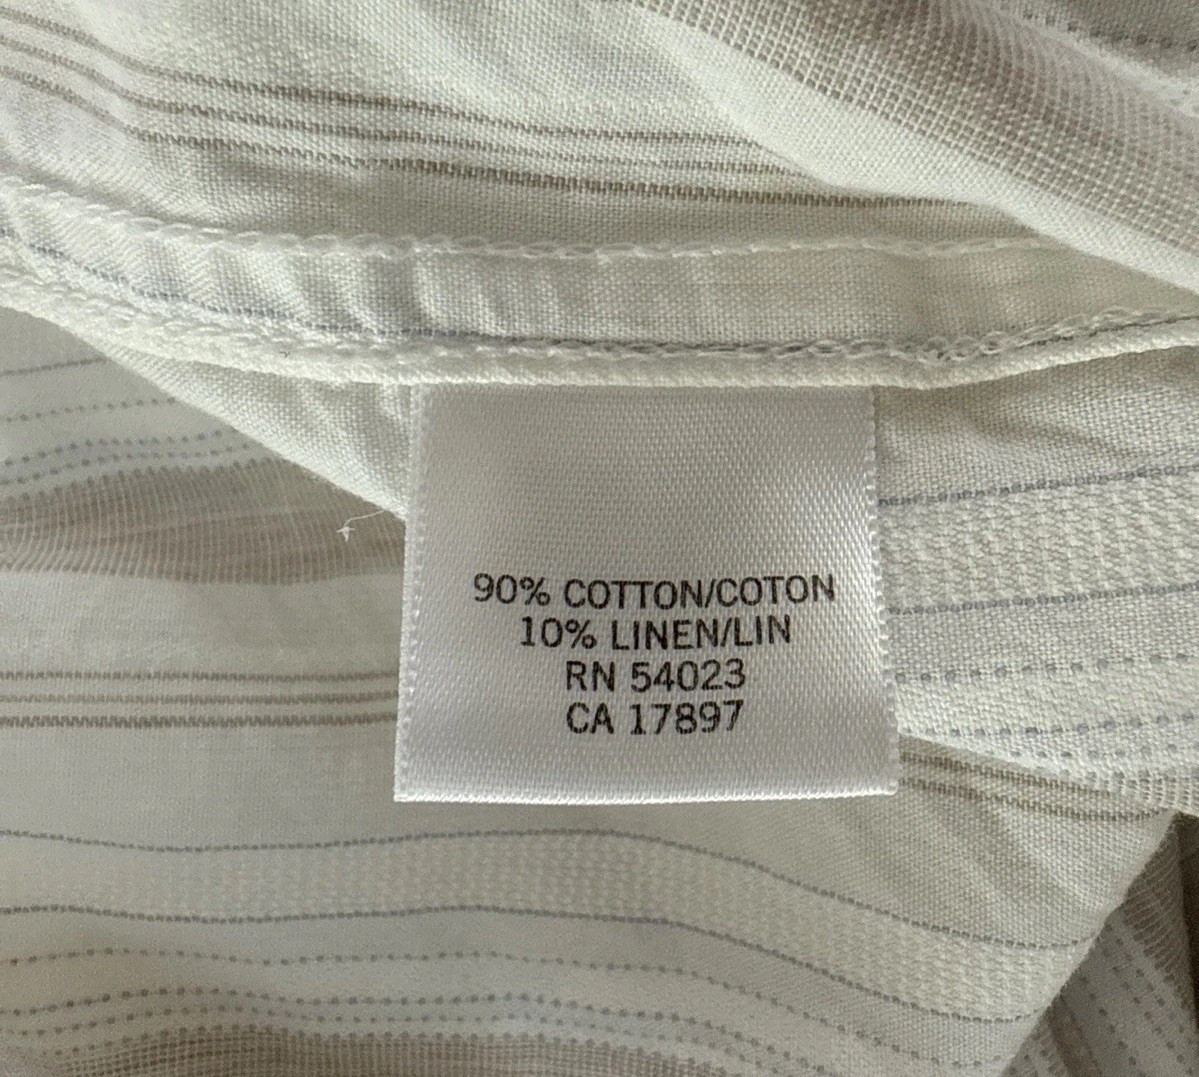 90% COTTON/COTON
10% LINEN/LIN
RN 54023
CA 17897